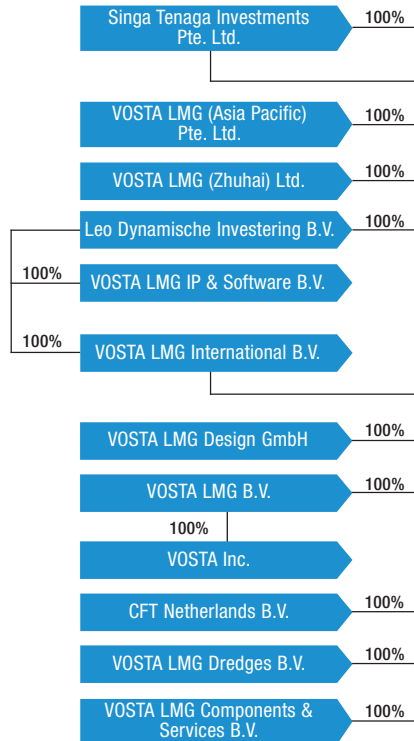 Singa Tenaga Investments
Pte. Ltd.
100%
VOSTA LMG (Asia Pacific)
Pte. Ltd.
100%
VOSTA LMG (Zhuhai) Ltd.
100%
Leo Dynamische Investering B.V.
100%
100%
VOSTA LMG IP & Software B.V.
100%
VOSTA LMG International B.V.
VOSTA LMG Design GmbH
100%
VOSTA LMG B.V.
100%
100%
VOSTA Inc.
CFT Netherlands B.V.
100%
VOSTA LMG Dredges B.V.
100%
VOSTA LMG Components &
Services B.V.
100%